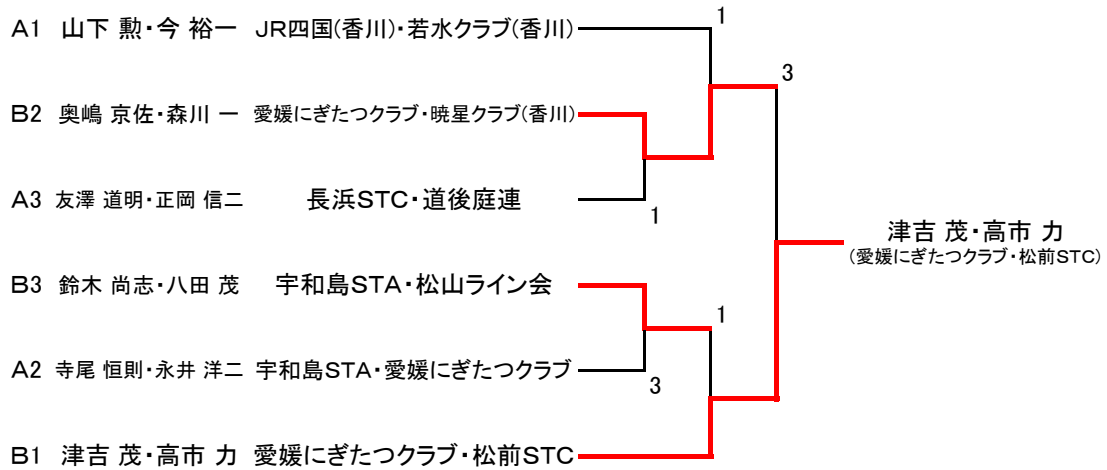 A1 山下 勲・今 裕一 JR四国(香川)・若水クラブ(香川)
1
3
B2 奥嶋 京佐・森川 一 愛媛にぎたつクラブ・暁星クラブ(香川)
A3 友澤 道明・正岡 信二 長浜STC・道後庭連
1
津吉 茂・高市 力
(愛媛にぎたつクラブ・松前STC)
B3 鈴木 尚志・八田 茂 宇和島STA・松山ライン会
1
A2 寺尾 恒則・永井 洋二 宇和島STA・愛媛にぎたつクラブ
3
B1 津吉 茂・高市 力 愛媛にぎたつクラブ・松前STC